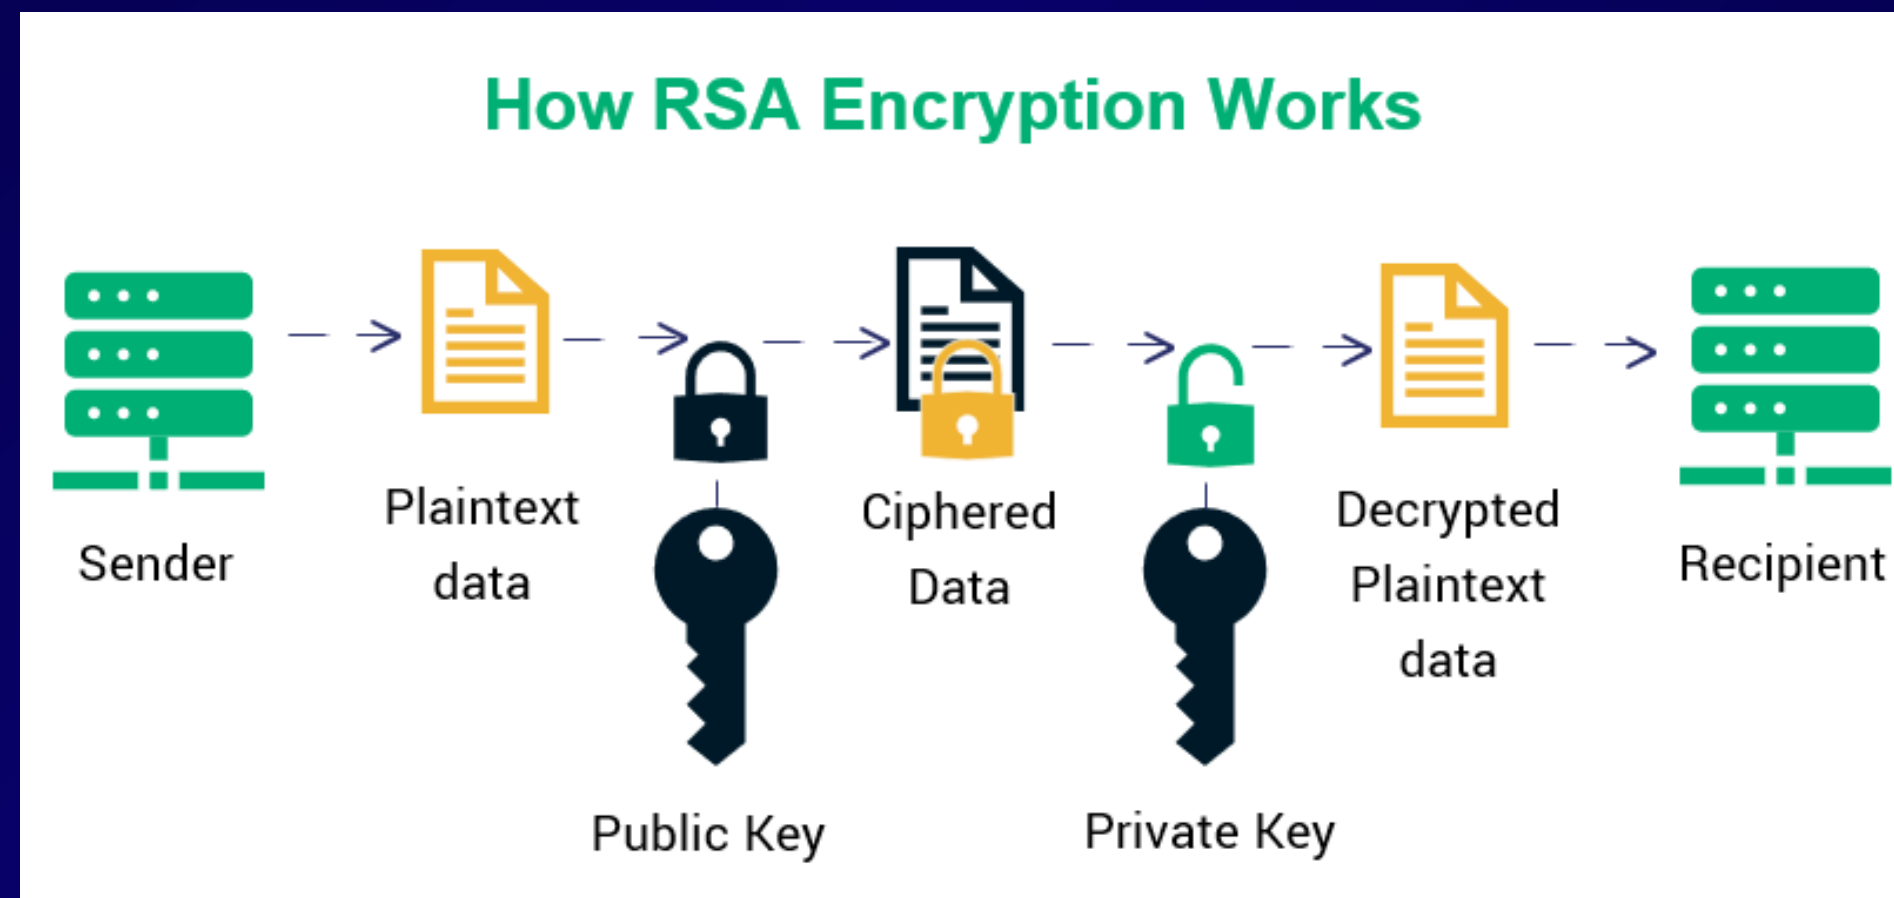 How RSA Encryption Works
Sender
Plaintext
data
Public Key
Ciphered
Data
Private Key
Decrypted
Plaintext
data
Recipient